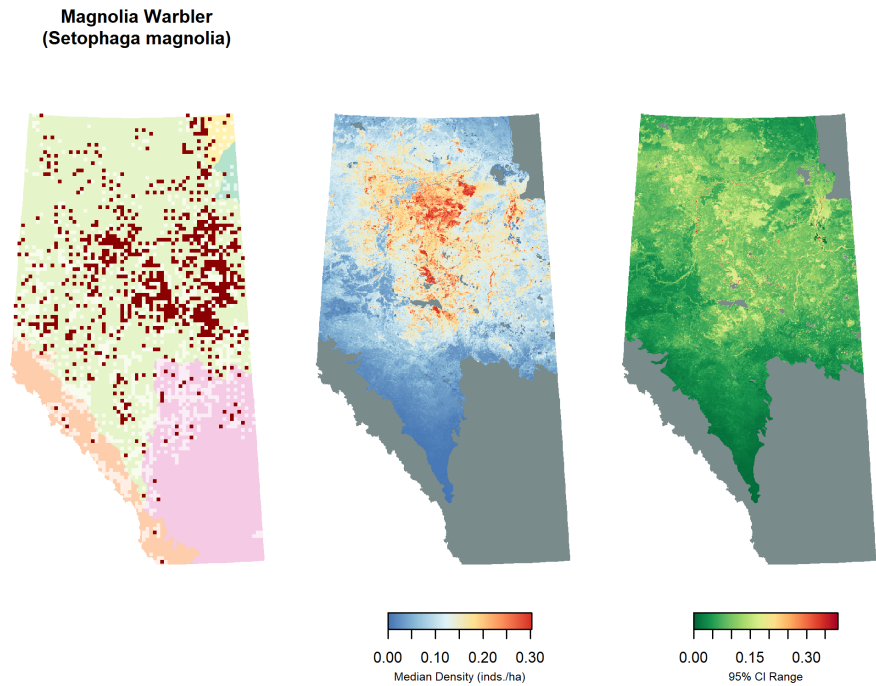 Magnolia Warbler
(Setophaga magnolia)
0.00 0.10 0.20 0.30
Median Density (inds./ha)
0.00 0.15 0.30
95% CI Range